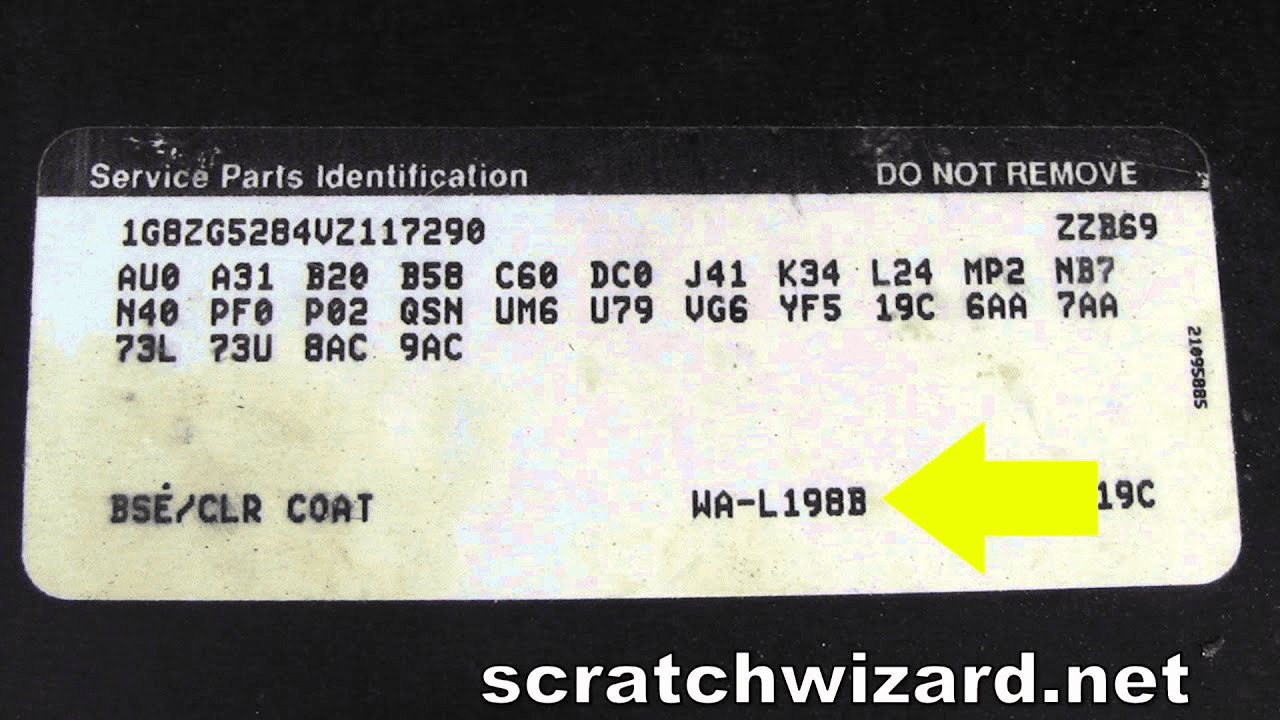 Service Parts Identification DO NOT REMOVE
1G8ZG5284VZ117290 ZZB69
AU0 A31 B20 B58 C60 DC0 J41 K34 L24 MP2 NB7
N40 PF0 P02 QSN UM6 U79 VG6 YF5 19C 6AA 7AA
73L 73U 8AC 9AC
21095885
BSE/CLR COAT WA-L198B 19C
scratchwizard.net